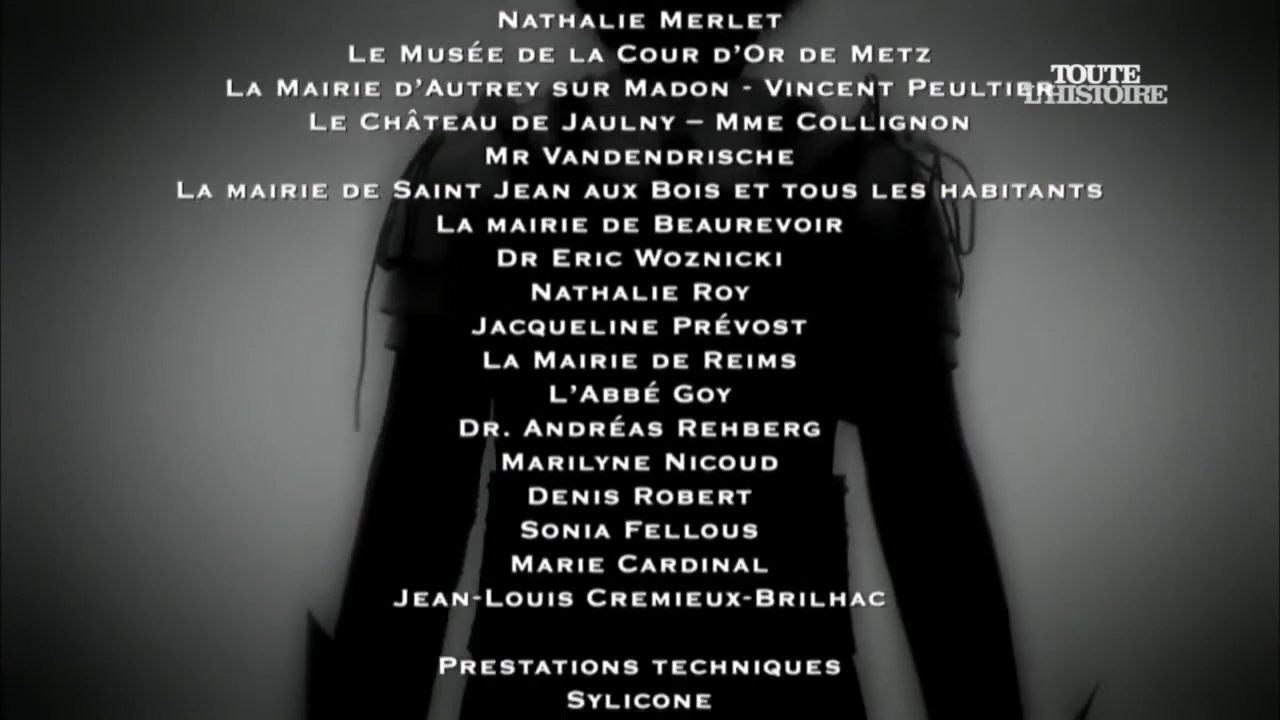 NATHALIE MERLET
LE MUSÉE DE LA COUR D'OR DE METZ
LA MAIRIE D'AUTREY SUR MADON - VINCENT PEULTIER
TOUTE
L'HISTOIRE
LE CHÂTEAU DE JAULNY – MME COLLIGNON
MR VANDENDRISCHE
LA MAIRIE DE SAINT JEAN AUX BOIS ET TOUS LES HABITANTS
LA MAIRIE DE BEAUREVOIR
DR ERIC WOZNICKI
NATHALIE ROY
JACQUELINE PRÉVOST
LA MAIRIE DE REIMS
L'ABBÉ GOY
DR. ANDRÉAS REHBERG
MARILYNE NICOUD
DENIS ROBERT
SONIA FELLOUS
MARIE CARDINAL
JEAN-LOUIS CREMIEUX-BRILHAC
PRESTATIONS TECHNIQUES
SYLICONE